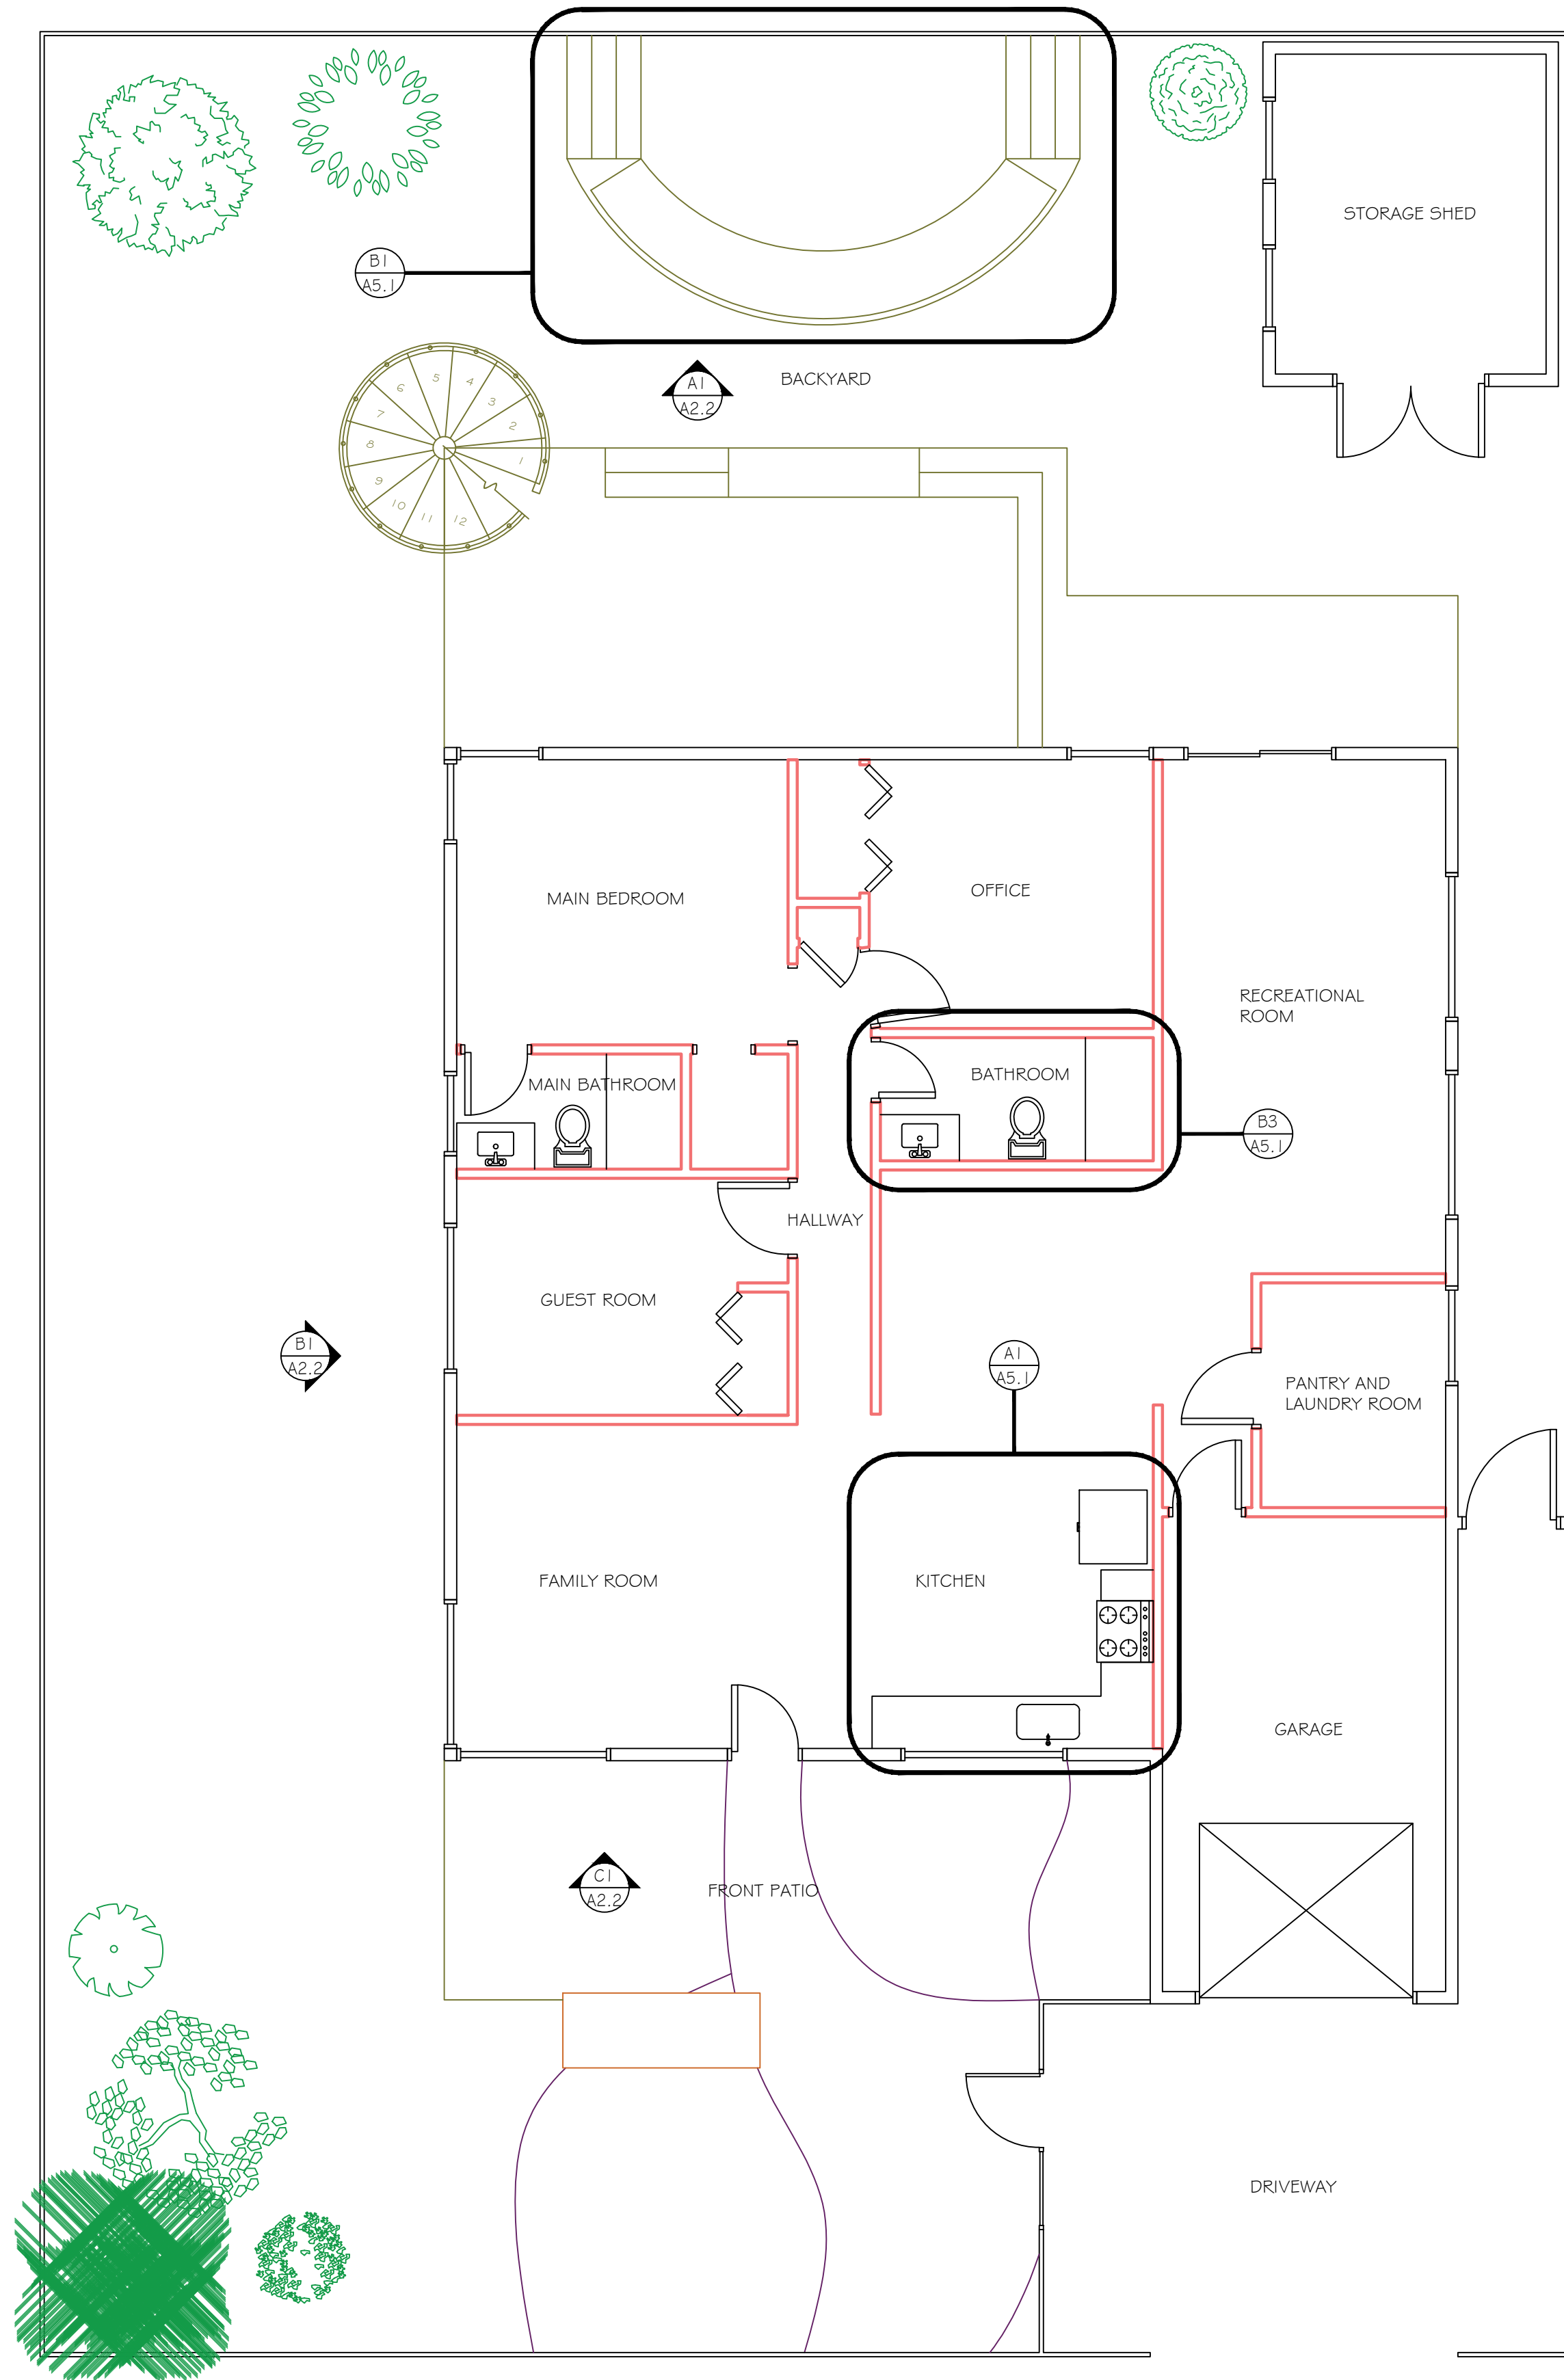 STORAGE SHED
B1
A5.1
A1
A2.2
BACKYARD
1
2
3
4
5
6
7
8
9
10
11
12
MAIN BEDROOM
OFFICE
RECREATIONAL
ROOM
MAIN BATHROOM
BATHROOM
B3
A5.1
HALLWAY
GUEST ROOM
B1
A2.2
A1
A5.1
PANTRY AND
LAUNDRY ROOM
FAMILY ROOM
KITCHEN
GARAGE
C1
A2.2
FRONT PATIO
DRIVEWAY